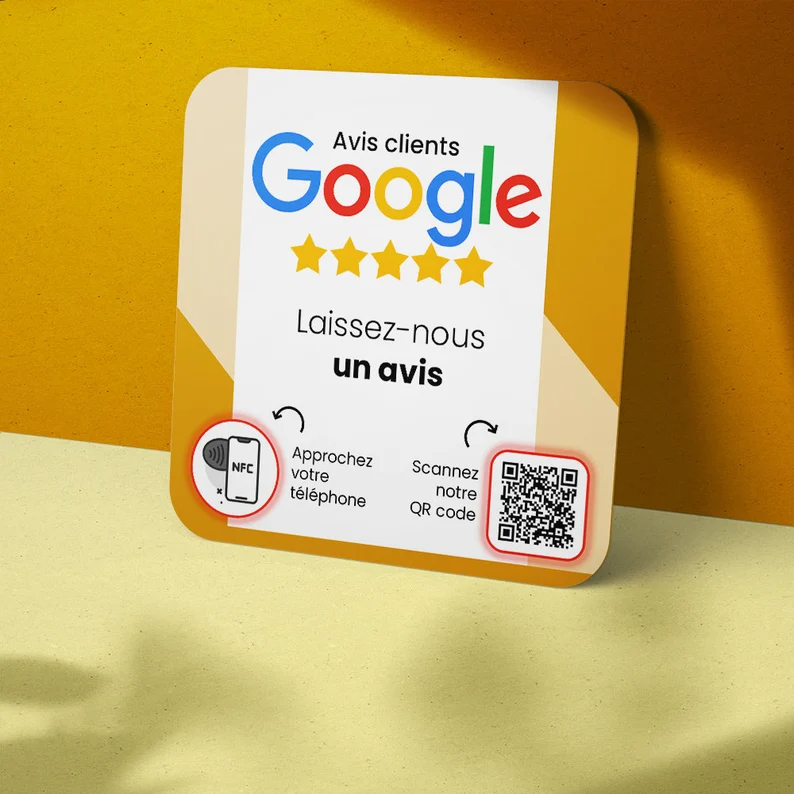 Avis clients
Google
Laissez-nous
un avis
NFC
Approchez
votre
téléphone
Scannez
notre
QR code